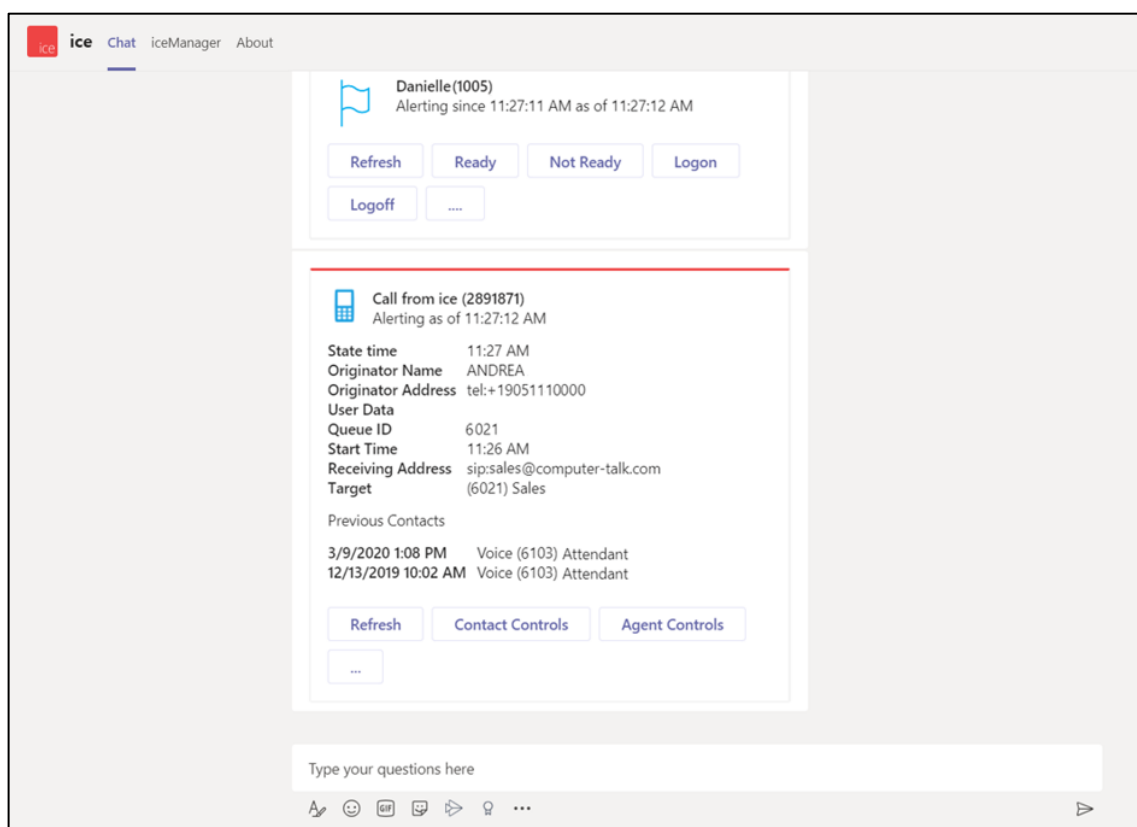 ice ice Chat iceManager About
Danielle(1005)
Alerting since 11:27:11 AM as of 11:27:12 AM
Refresh Ready Not Ready Logon
Logoff ....
Call from ice (2891871)
Alerting as of 11:27:12 AM
State time 11:27 AM
Originator Name ANDREA
Originator Address tel:+19051110000
User Data
Queue ID 6021
Start Time 11:26 AM
Receiving Address sip:sales@computer-talk.com
Target (6021) Sales
Previous Contacts
3/9/2020 1:08 PM Voice (6103) Attendant
12/13/2019 10:02 AM Voice (6103) Attendant
Refresh Contact Controls Agent Controls
...
Type your questions here
GIF